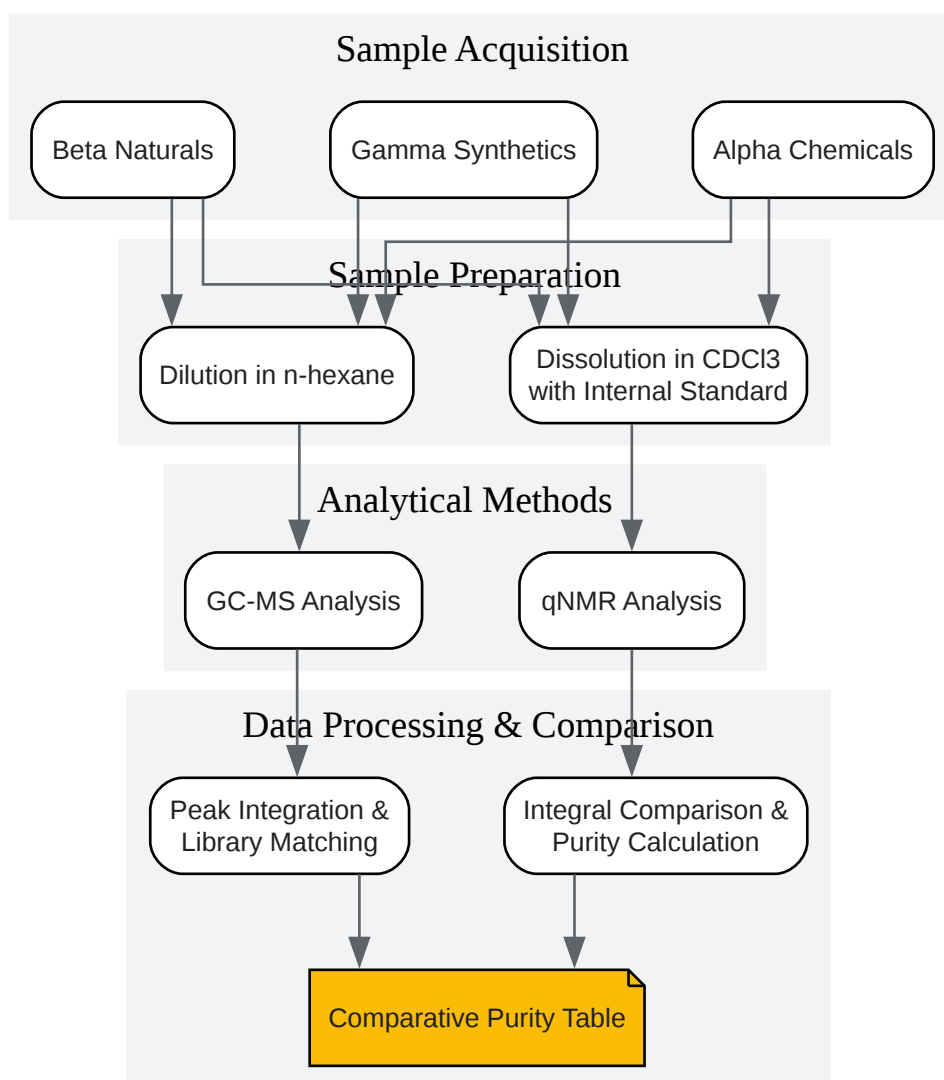 Sample Acquisition
Beta Naturals
Gamma Synthetics
Alpha Chemicals
Sample Preparation
Dilution in n-hexane
Dissolution in CDCl3
with Internal Standard
Analytical Methods
GC-MS Analysis
qNMR Analysis
Data Processing & Comparison
Peak Integration &
Library Matching
Integral Comparison &
Purity Calculation
Comparative Purity Table